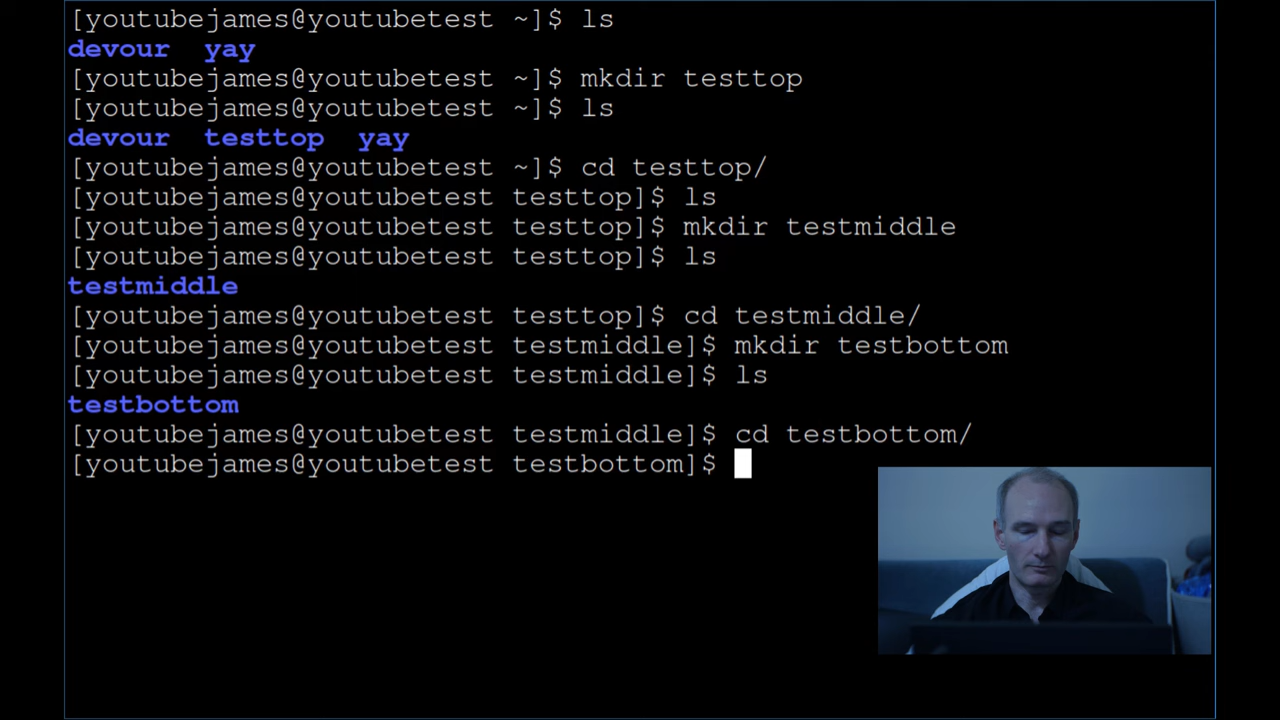 [youtubejames@youtubetest ~]$ ls
devour  yay
[youtubejames@youtubetest ~]$ mkdir testtop
[youtubejames@youtubetest ~]$ ls
devour  testtop  yay
[youtubejames@youtubetest ~]$ cd testtop/
[youtubejames@youtubetest testtop]$ ls
[youtubejames@youtubetest testtop]$ mkdir testmiddle
[youtubejames@youtubetest testtop]$ ls
testmiddle
[youtubejames@youtubetest testtop]$ cd testmiddle/
[youtubejames@youtubetest testmiddle]$ mkdir testbottom
[youtubejames@youtubetest testmiddle]$ ls
testbottom
[youtubejames@youtubetest testmiddle]$ cd testbottom/
[youtubejames@youtubetest testbottom]$